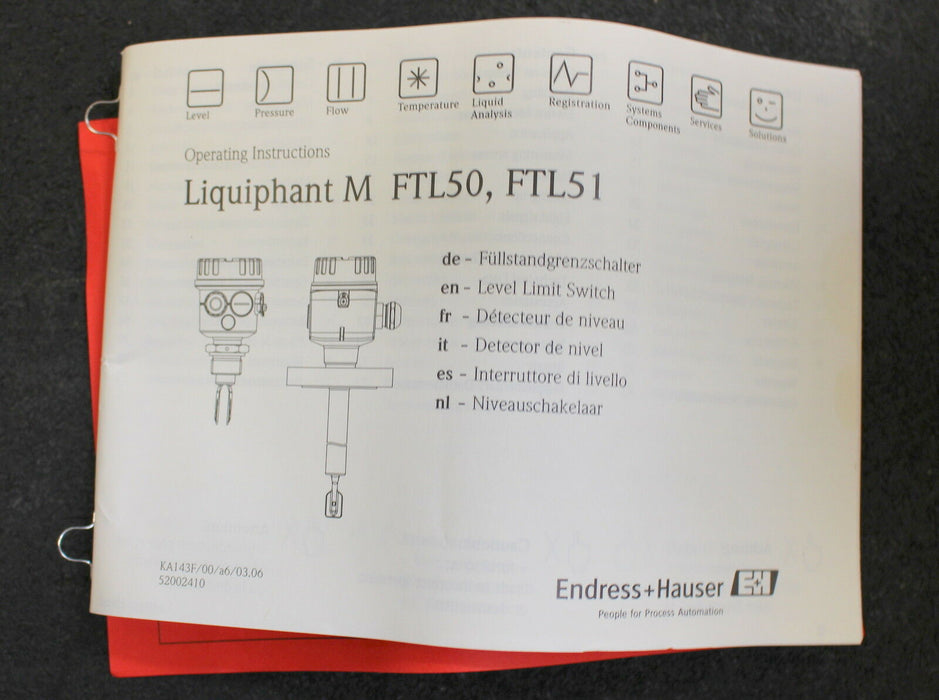 Level
Pressure
Flow
Temperature
Liquid
Analysis
Registration
Systems
Components
Services
Solutions
Operating Instructions
Liquiphant M FTL50, FTL51
de – Füllstandgrenzschalter
en – Level Limit Switch
fr – Détecteur de niveau
it – Detector de nivel
es – Interruttore di livello
nl – Niveauschakelaar
KA143F/00/a6/03.06
52002410
Endress+Hauser E+H
People for Process Automation